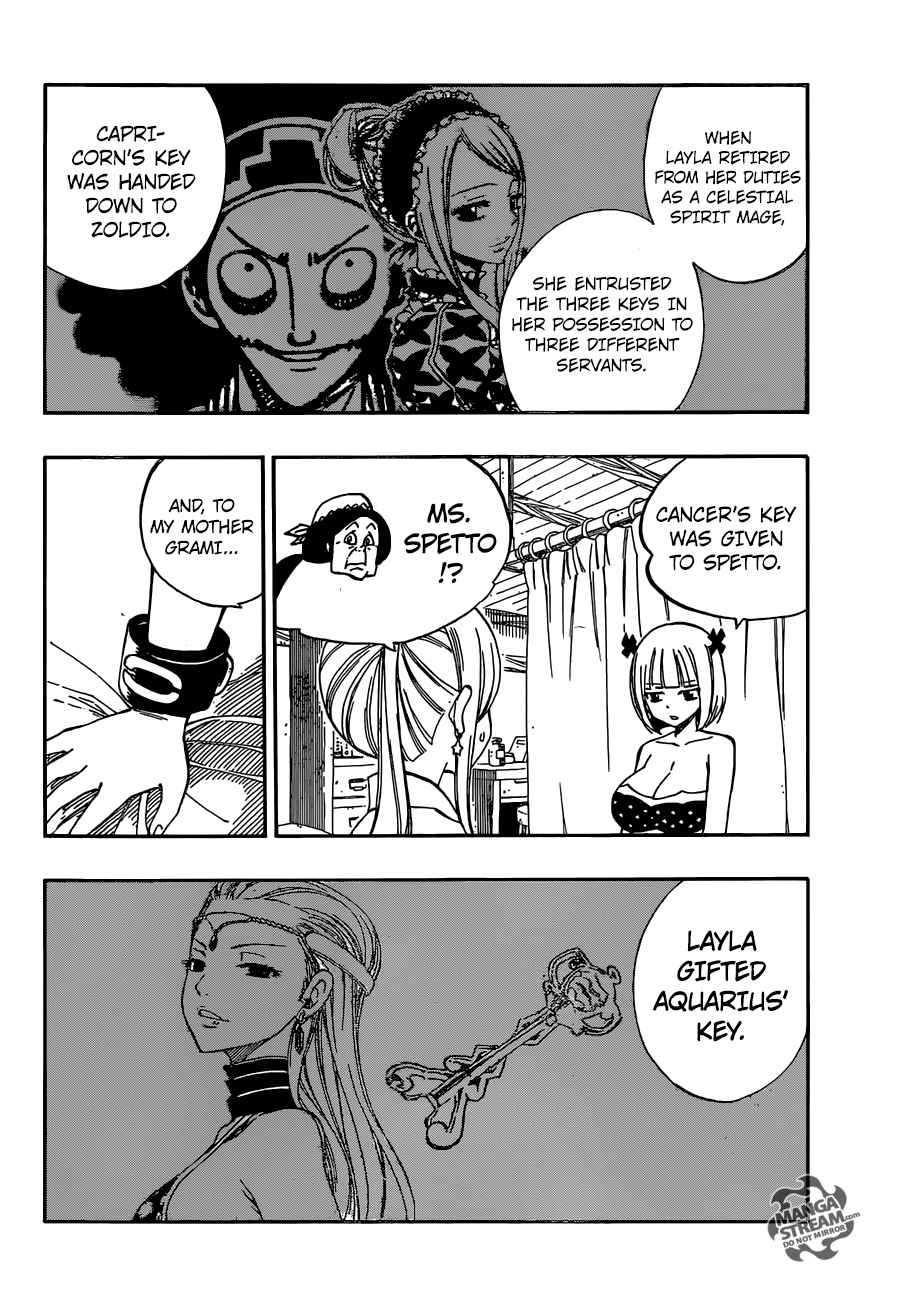 WHEN
LAYLA RETIRED
FROM HER DUTIES
AS A CELESTIAL
SPIRIT MAGE,
SHE ENTRUSTED
THE THREE KEYS IN
HER POSSESSION TO
THREE DIFFERENT
SERVANTS.
CAPRI-
CORN'S KEY
WAS HANDED
DOWN TO
ZOLDIO.
CANCER'S KEY
WAS GIVEN
TO SPETTO.
MS.
SPETTO
!?
AND, TO
MY MOTHER
GRAMI...
LAYLA
GIFTED
AQUARIUS'
KEY.
MANGA
STREAM.com
DO NOT MIRROR